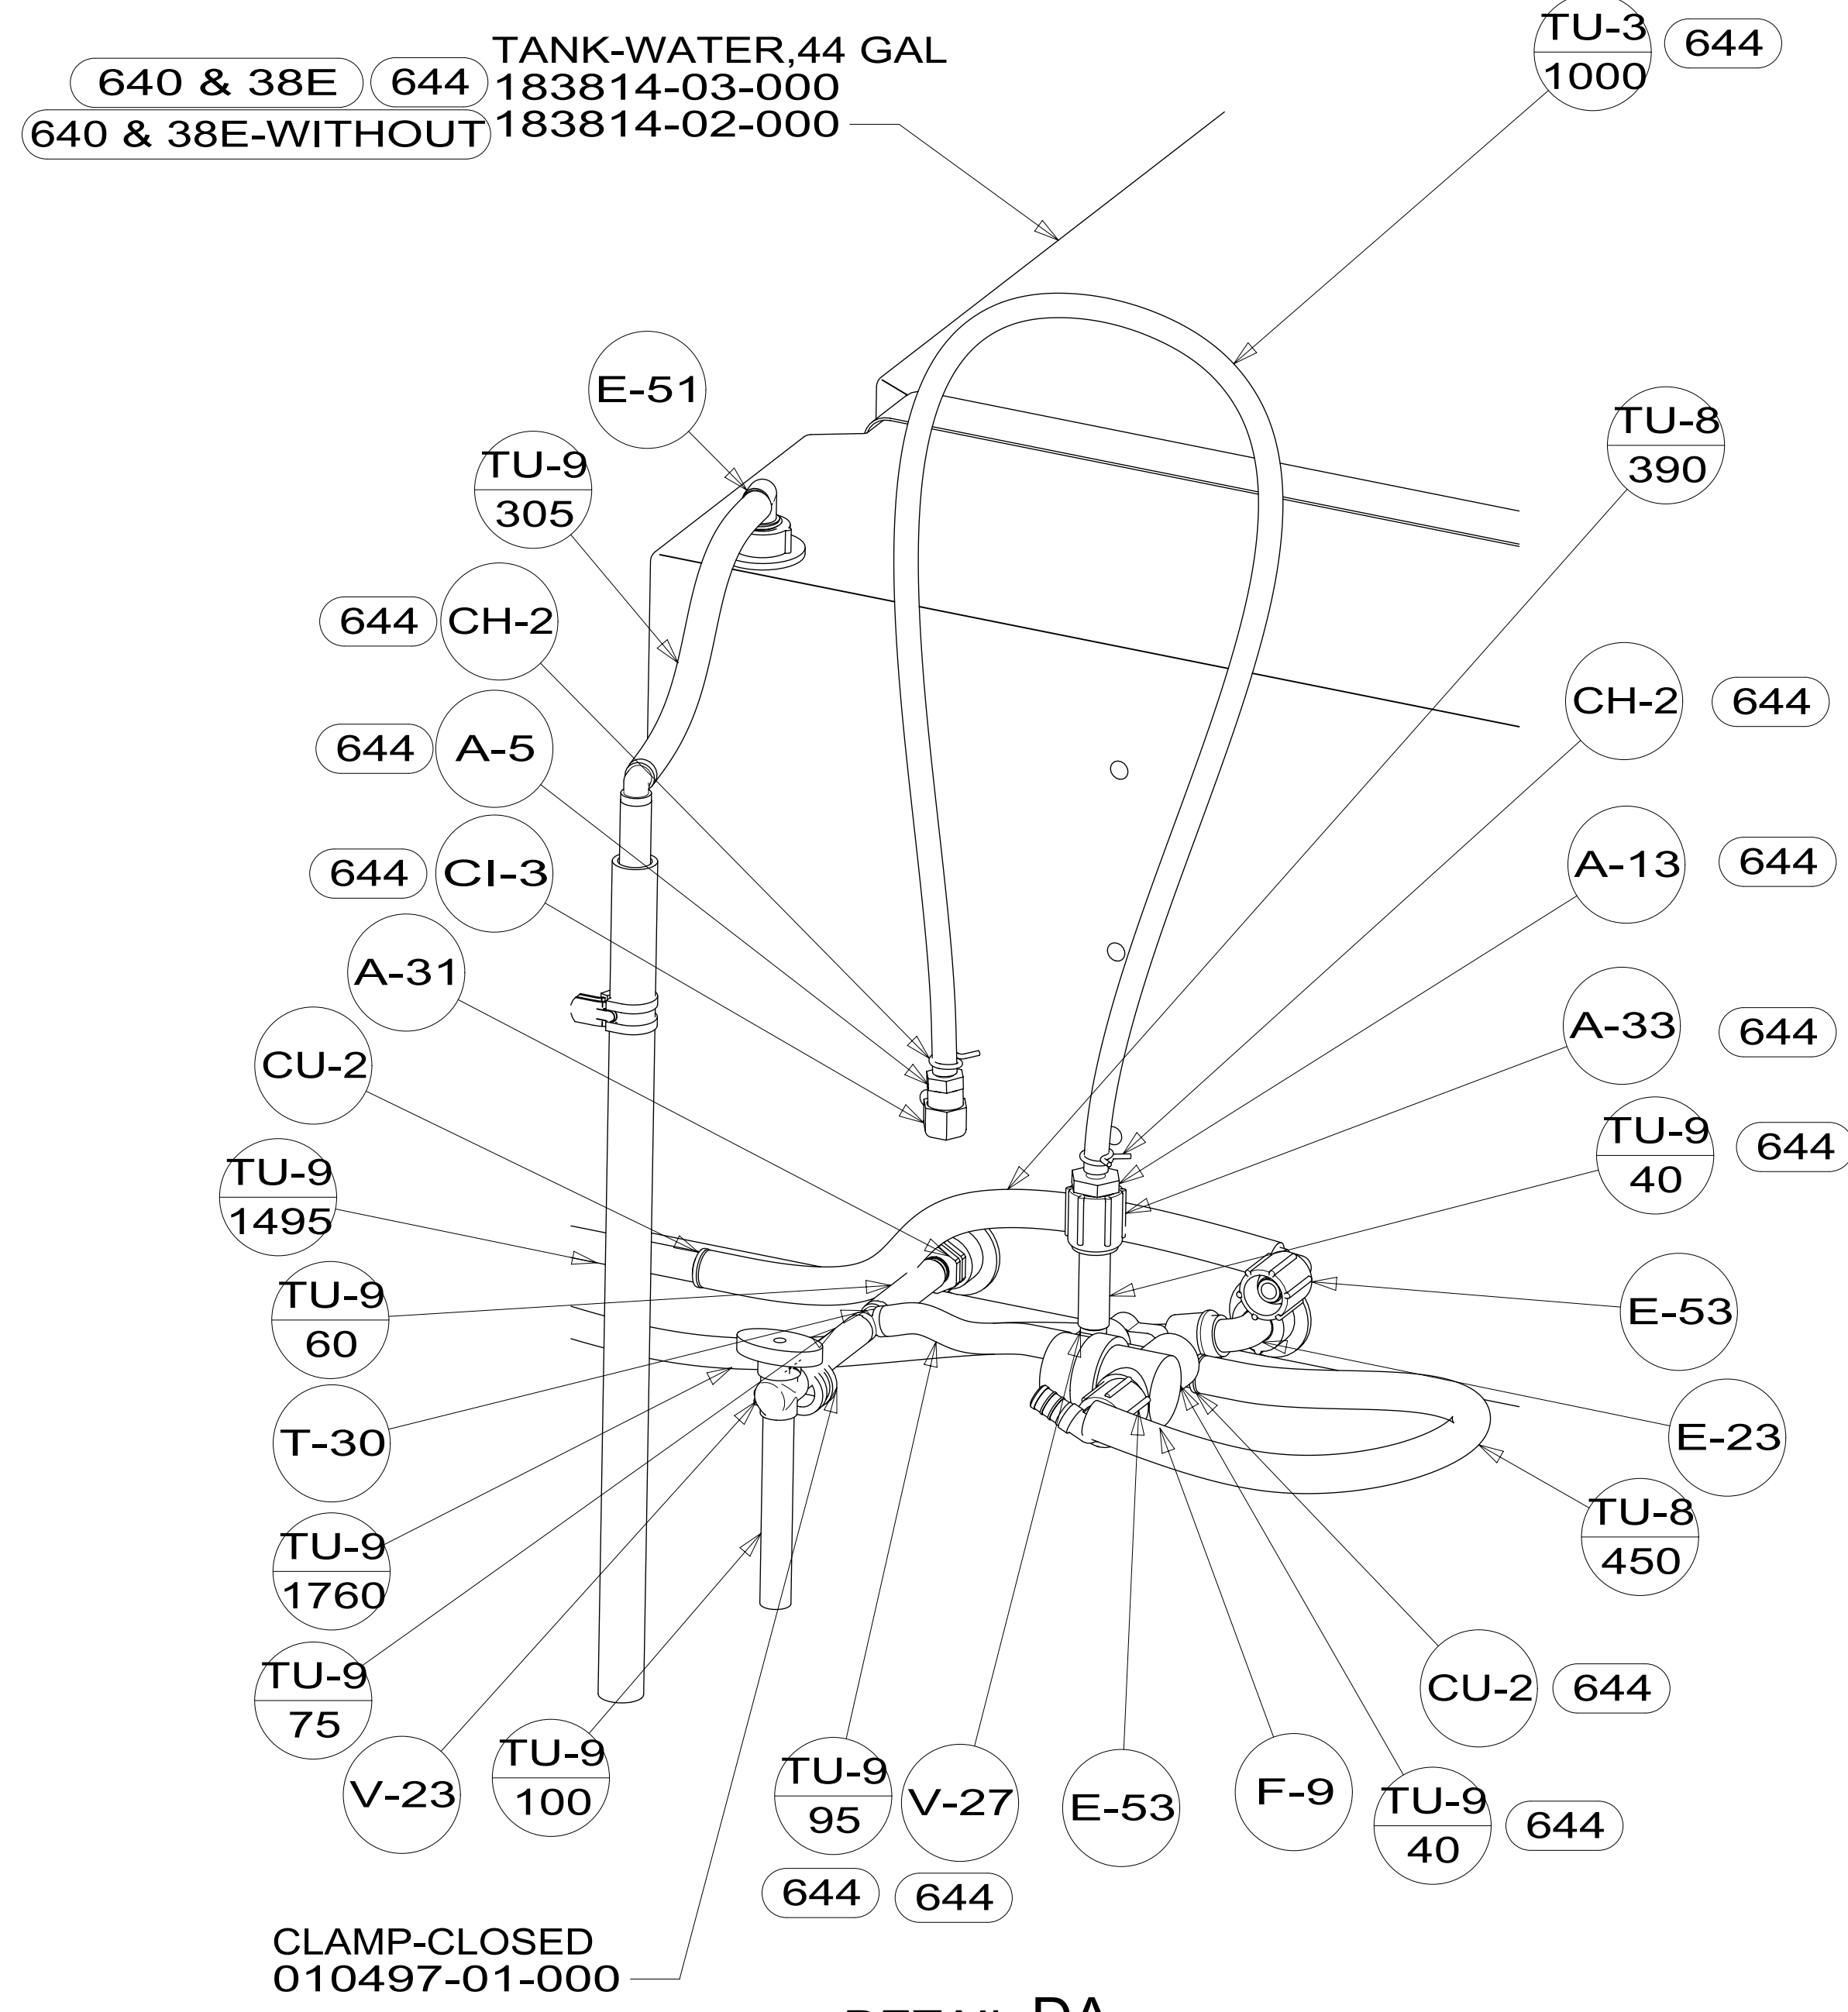 TANK-WATER,44 GAL
640 & 38E
644
183814-03-000
640 & 38E-WITHOUT
183814-02-000
TU-3
1000
644
E-51
TU-8
390
TU-9
305
644
CH-2
CH-2
644
644
A-5
644
CI-3
A-13
644
A-31
A-33
644
CU-2
TU-9
40
644
TU-9
1495
TU-9
60
E-53
T-30
E-23
TU-9
1760
TU-8
450
TU-9
75
CU-2
644
V-23
TU-9
100
TU-9
95
V-27
E-53
F-9
TU-9
40
644
644
644
CLAMP-CLOSED
010497-01-000
DETAIL DA